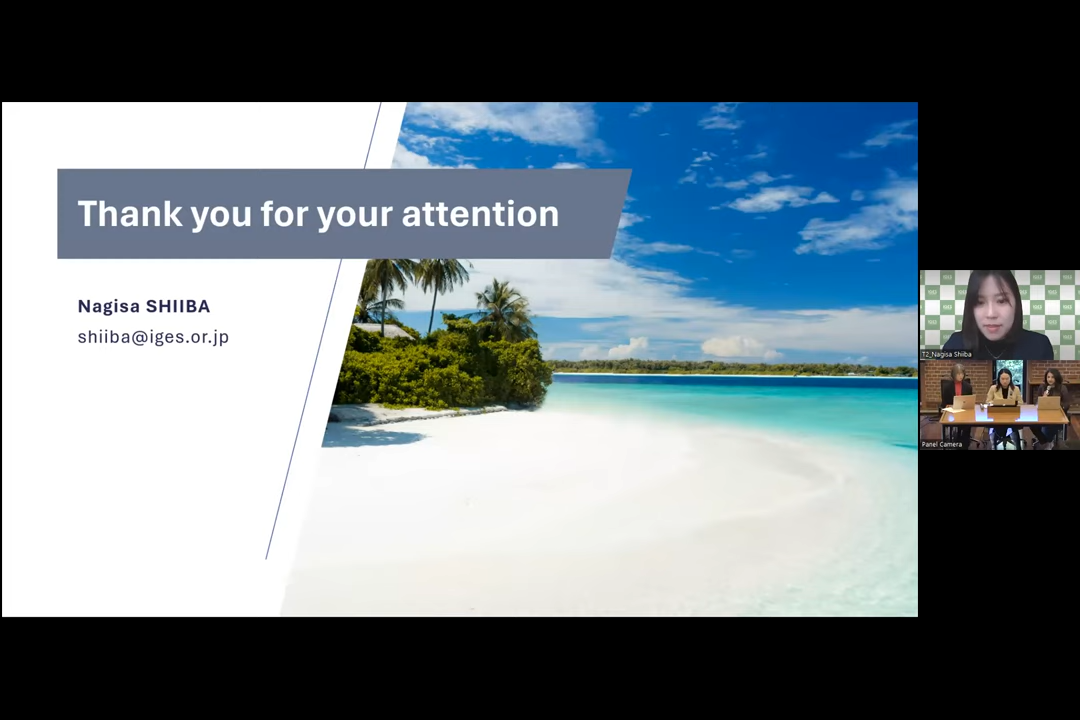 Thank you for your attention
Nagisa SHIIBA
shiiba@iges.or.jp
T2_Nagisa Shiiba
Panel Camera